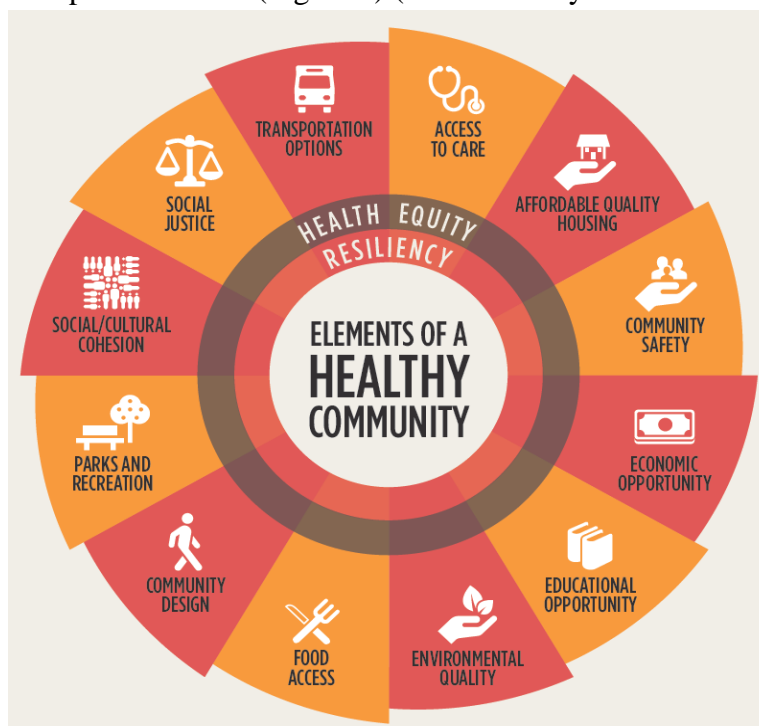 TRANSPORTATION
OPTIONS
ACCESS
TO CARE
AFFORDABLE QUALITY
HOUSING
COMMUNITY
SAFETY
ECONOMIC
OPPORTUNITY
EDUCATIONAL
OPPORTUNITY
ENVIRONMENTAL
QUALITY
FOOD
ACCESS
COMMUNITY
DESIGN
PARKS AND
RECREATION
SOCIAL/CULTURAL
COHESION
SOCIAL
JUSTICE
HEALTH EQUITY
RESILIENCY
ELEMENTS OF A
HEALTHY
COMMUNITY